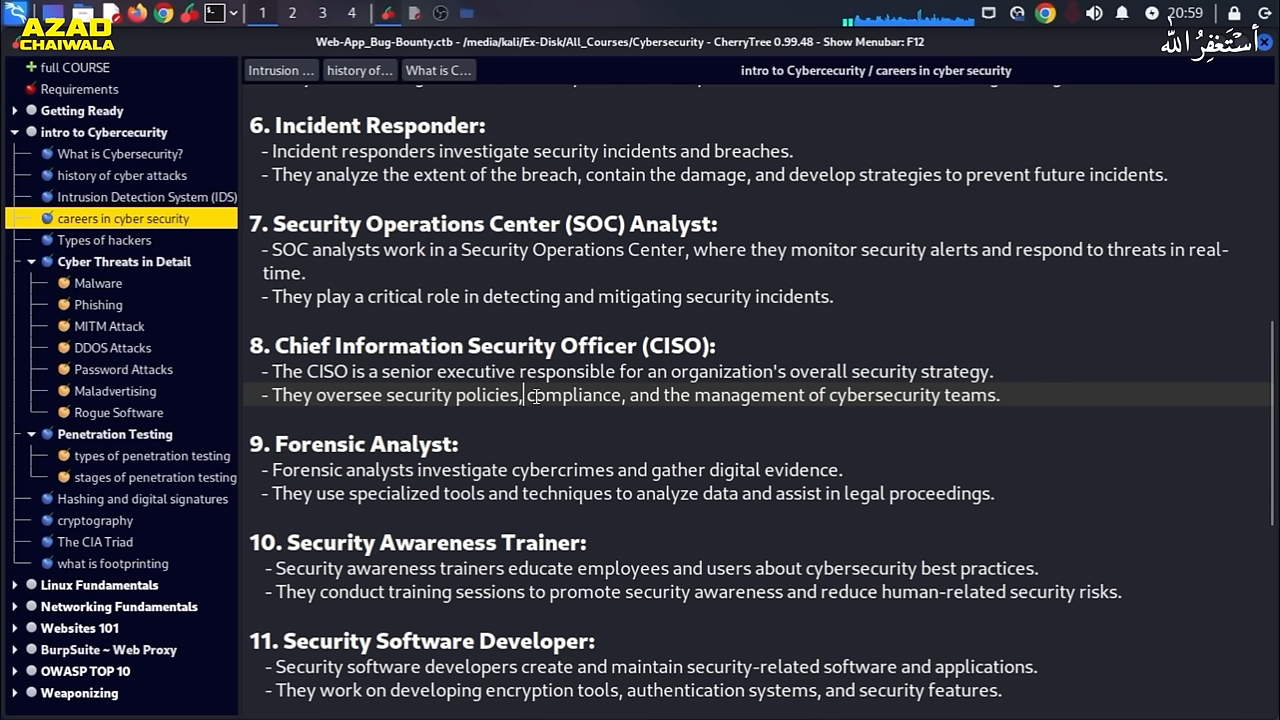 1 2 3 4
20:59
AZAD
CHAIWALA
أستغفر الله
Web-App_Bug-Bounty.ctb - /media/kali/Ex-Disk/All_Courses/Cybersecurity - CherryTree 0.99.48 - Show Menubar: F12
full COURSE
Requirements
Getting Ready
intro to Cybercecurity
What is Cybersecurity?
history of cyber attacks
Intrusion Detection System (IDS)
careers in cyber security
Types of hackers
Cyber Threats in Detail
Malware
Phishing
MITM Attack
DDOS Attacks
Password Attacks
Maladvertising
Rogue Software
Penetration Testing
types of penetration testing
stages of penetration testing
Hashing and digital signatures
cryptography
The CIA Triad
what is footprinting
Linux Fundamentals
Networking Fundamentals
Websites 101
BurpSuite ~ Web Proxy
OWASP TOP 10
Weaponizing
Intrusion ... history of... What is C... intro to Cybercecurity / careers in cyber security
6. Incident Responder:
- Incident responders investigate security incidents and breaches.
- They analyze the extent of the breach, contain the damage, and develop strategies to prevent future incidents.
7. Security Operations Center (SOC) Analyst:
- SOC analysts work in a Security Operations Center, where they monitor security alerts and respond to threats in real-
time.
- They play a critical role in detecting and mitigating security incidents.
8. Chief Information Security Officer (CISO):
- The CISO is a senior executive responsible for an organization's overall security strategy.
- They oversee security policies, compliance, and the management of cybersecurity teams.
9. Forensic Analyst:
- Forensic analysts investigate cybercrimes and gather digital evidence.
- They use specialized tools and techniques to analyze data and assist in legal proceedings.
10. Security Awareness Trainer:
- Security awareness trainers educate employees and users about cybersecurity best practices.
- They conduct training sessions to promote security awareness and reduce human-related security risks.
11. Security Software Developer:
- Security software developers create and maintain security-related software and applications.
- They work on developing encryption tools, authentication systems, and security features.